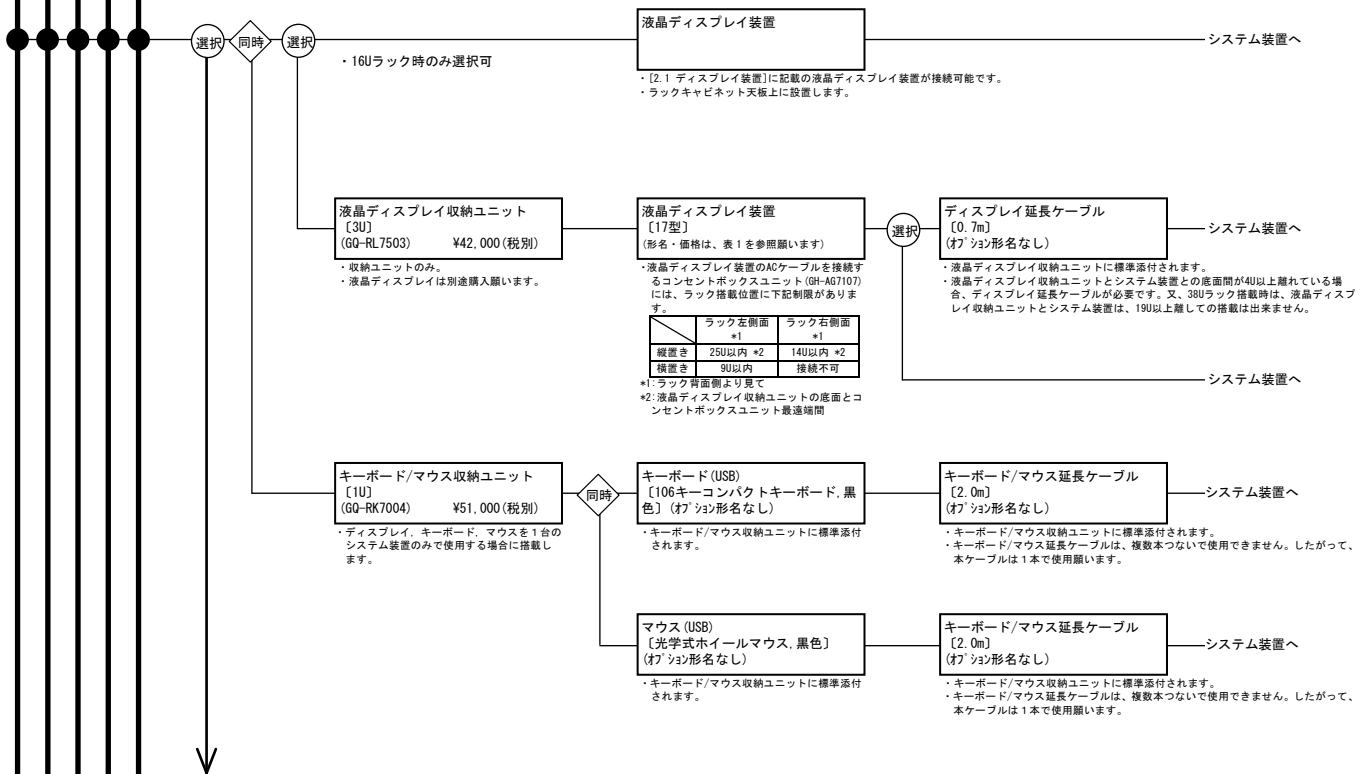 選択
同時
選択
・16Uラック時のみ選択可
液晶ディスプレイ装置
システム装置へ
・[2.1 ディスプレイ装置]に記載の液晶ディスプレイ装置が接続可能です。
・ラックキャビネット天板上に設置します。
液晶ディスプレイ収納ユニット
〔3U〕
(GQ-RL7503) ¥42,000(税別)
・収納ユニットのみ。
・液晶ディスプレイは別途購入願います。
液晶ディスプレイ装置
〔17型〕
(形名・価格は、表１を参照願います)
・液晶ディスプレイ装置のACケーブルを接続す
るコンセントボックスユニット(GH-AG7107)
には、ラック搭載位置に下記制限がありま
す。
ラック左側面 ラック右側面
*1 *1
縦置き 25U以内 *2 14U以内 *2
横置き 9U以内 接続不可
*1:ラック背面側より見て
*2:液晶ディスプレイ収納ユニットの底面とコ
ンセントボックスユニット最遠端間
選択
ディスプレイ延長ケーブル
〔0.7m〕
(ｵﾌﾟｼｮﾝ形名なし)
システム装置へ
・液晶ディスプレイ収納ユニットに標準添付されます。
・液晶ディスプレイ収納ユニットとシステム装置との底面間が4U以上離れている場
合、ディスプレイ延長ケーブルが必要です。又、38Uラック搭載時は、液晶ディスプ
レイ収納ユニットとシステム装置は、19U以上離しての搭載は出来ません。
システム装置へ
キーボード/マウス収納ユニット
〔1U〕
(GQ-RK7004) ¥51,000(税別)
・ディスプレイ, キーボード, マウスを１台の
システム装置のみで使用する場合に搭載し
ます。
同時
キーボード(USB)
〔106キーコンパクトキーボード,黒
色〕(ｵﾌﾟｼｮﾝ形名なし)
・キーボード/マウス収納ユニットに標準添付
されます。
キーボード/マウス延長ケーブル
〔2.0m〕
(ｵﾌﾟｼｮﾝ形名なし)
システム装置へ
・キーボード/マウス収納ユニットに標準添付されます。
・キーボード/マウス延長ケーブルは、複数本つないで使用できません。したがって、
本ケーブルは１本で使用願います。
マウス(USB)
〔光学式ホイールマウス,黒色〕
(ｵﾌﾟｼｮﾝ形名なし)
・キーボード/マウス収納ユニットに標準添付
されます。
キーボード/マウス延長ケーブル
〔2.0m〕
(ｵﾌﾟｼｮﾝ形名なし)
システム装置へ
・キーボード/マウス収納ユニットに標準添付されます。
・キーボード/マウス延長ケーブルは、複数本つないで使用できません。したがって、
本ケーブルは１本で使用願います。